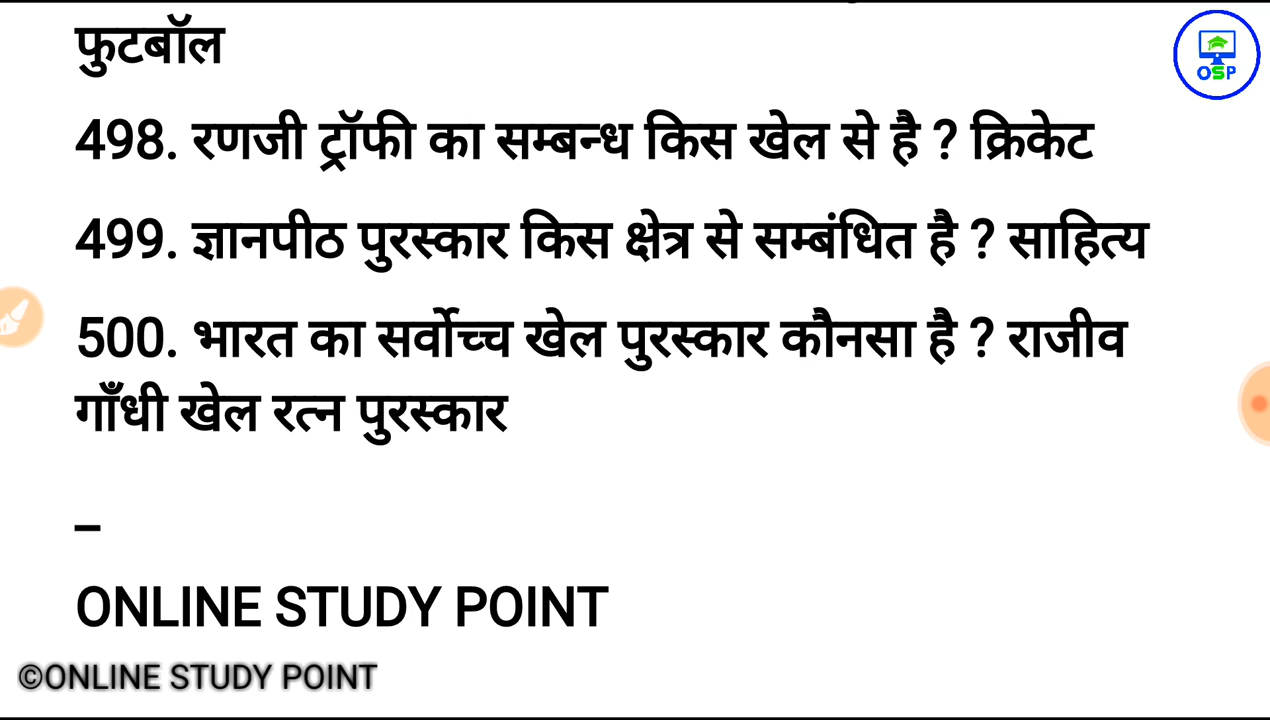 फुटबॉल
OSP
498. रणजी ट्रॉफी का सम्बन्ध किस खेल से है ? क्रिकेट
499. ज्ञानपीठ पुरस्कार किस क्षेत्र से सम्बंधित है ? साहित्य
500. भारत का सर्वोच्च खेल पुरस्कार कौनसा है ? राजीव
गाँधी खेल रत्न पुरस्कार
_
ONLINE STUDY POINT
©ONLINE STUDY POINT